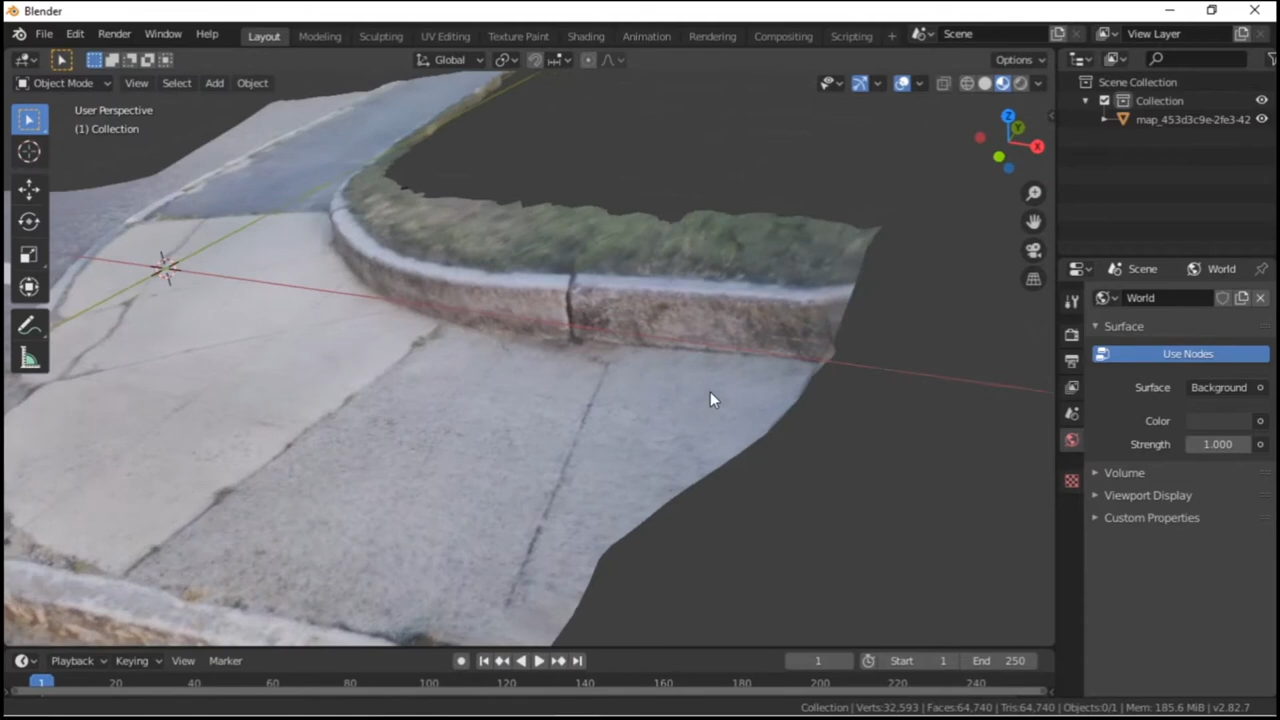 Blender
File Edit Render Window Help Layout Modeling Sculpting UV Editing Texture Paint Shading Animation Rendering Compositing Scripting + Scene View Layer
Global Options
Object Mode View Select Add Object
User Perspective
(1) Collection
Z
Y
X
Scene Collection
Collection
map_453d3c9e-2fe3-42
Scene World
World
Surface
Use Nodes
Surface Background
Color
Strength 1.000
Volume
Viewport Display
Custom Properties
Playback Keying View Marker 1 Start 1 End 250
1 20 40 60 80 100 120 140 160 180 200 220 240
Collection | Verts:32,593 | Faces:64,740 | Tris:64,740 | Objects:0/1 | Mem: 185.6 MiB | v2.82.7